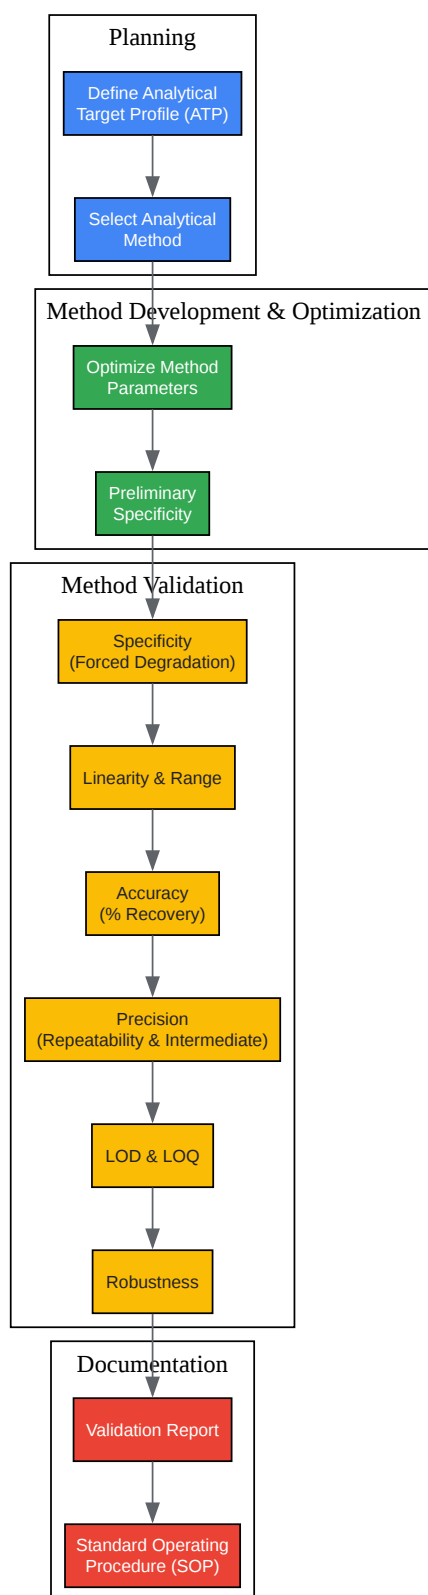 Planning
Define Analytical
Target Profile (ATP)
Select Analytical
Method
Method Development & Optimization
Optimize Method
Parameters
Preliminary
Specificity
Method Validation
Specificity
(Forced Degradation)
Linearity & Range
Accuracy
(% Recovery)
Precision
(Repeatability & Intermediate)
LOD & LOQ
Robustness
Documentation
Validation Report
Standard Operating
Procedure (SOP)